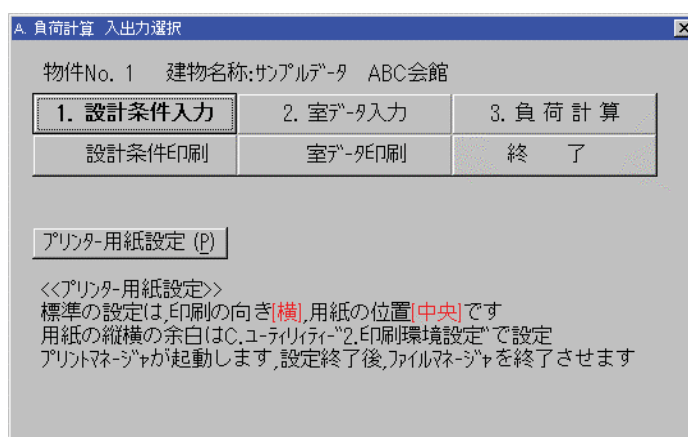 A. 負荷計算 入出力選択
物件No. 1 建物名称:ｻﾝﾌﾟﾙﾃﾞｰﾀ ABC会館
1. 設計条件入力 2. 室ﾃﾞｰﾀ入力 3. 負 荷 計 算
設計条件印刷 室ﾃﾞｰﾀ印刷 終 了
ﾌﾟﾘﾝﾀｰ用紙設定 (P)
<<ﾌﾟﾘﾝﾀｰ用紙設定>>
標準の設定は,印刷の向き[横],用紙の位置[中央]です
用紙の縦横の余白はC.ﾕｰﾃｨﾘｨﾃｨｰ"2.印刷環境設定"で設定
ﾌﾟﾘﾝﾄﾏﾈｰｼﾞｬが起動します,設定終了後,ﾌｧｲﾙﾏﾈｰｼﾞｬを終了させます